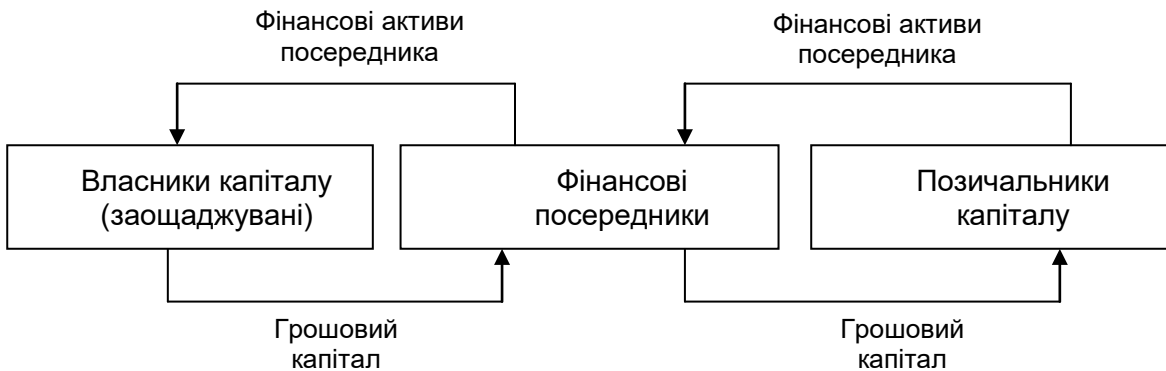 Фінансові активи
посередника
Фінансові активи
посередника
Власники капіталу
(заощаджувані)
Фінансові
посередники
Позичальники
капіталу
Грошовий
капітал
Грошовий
капітал